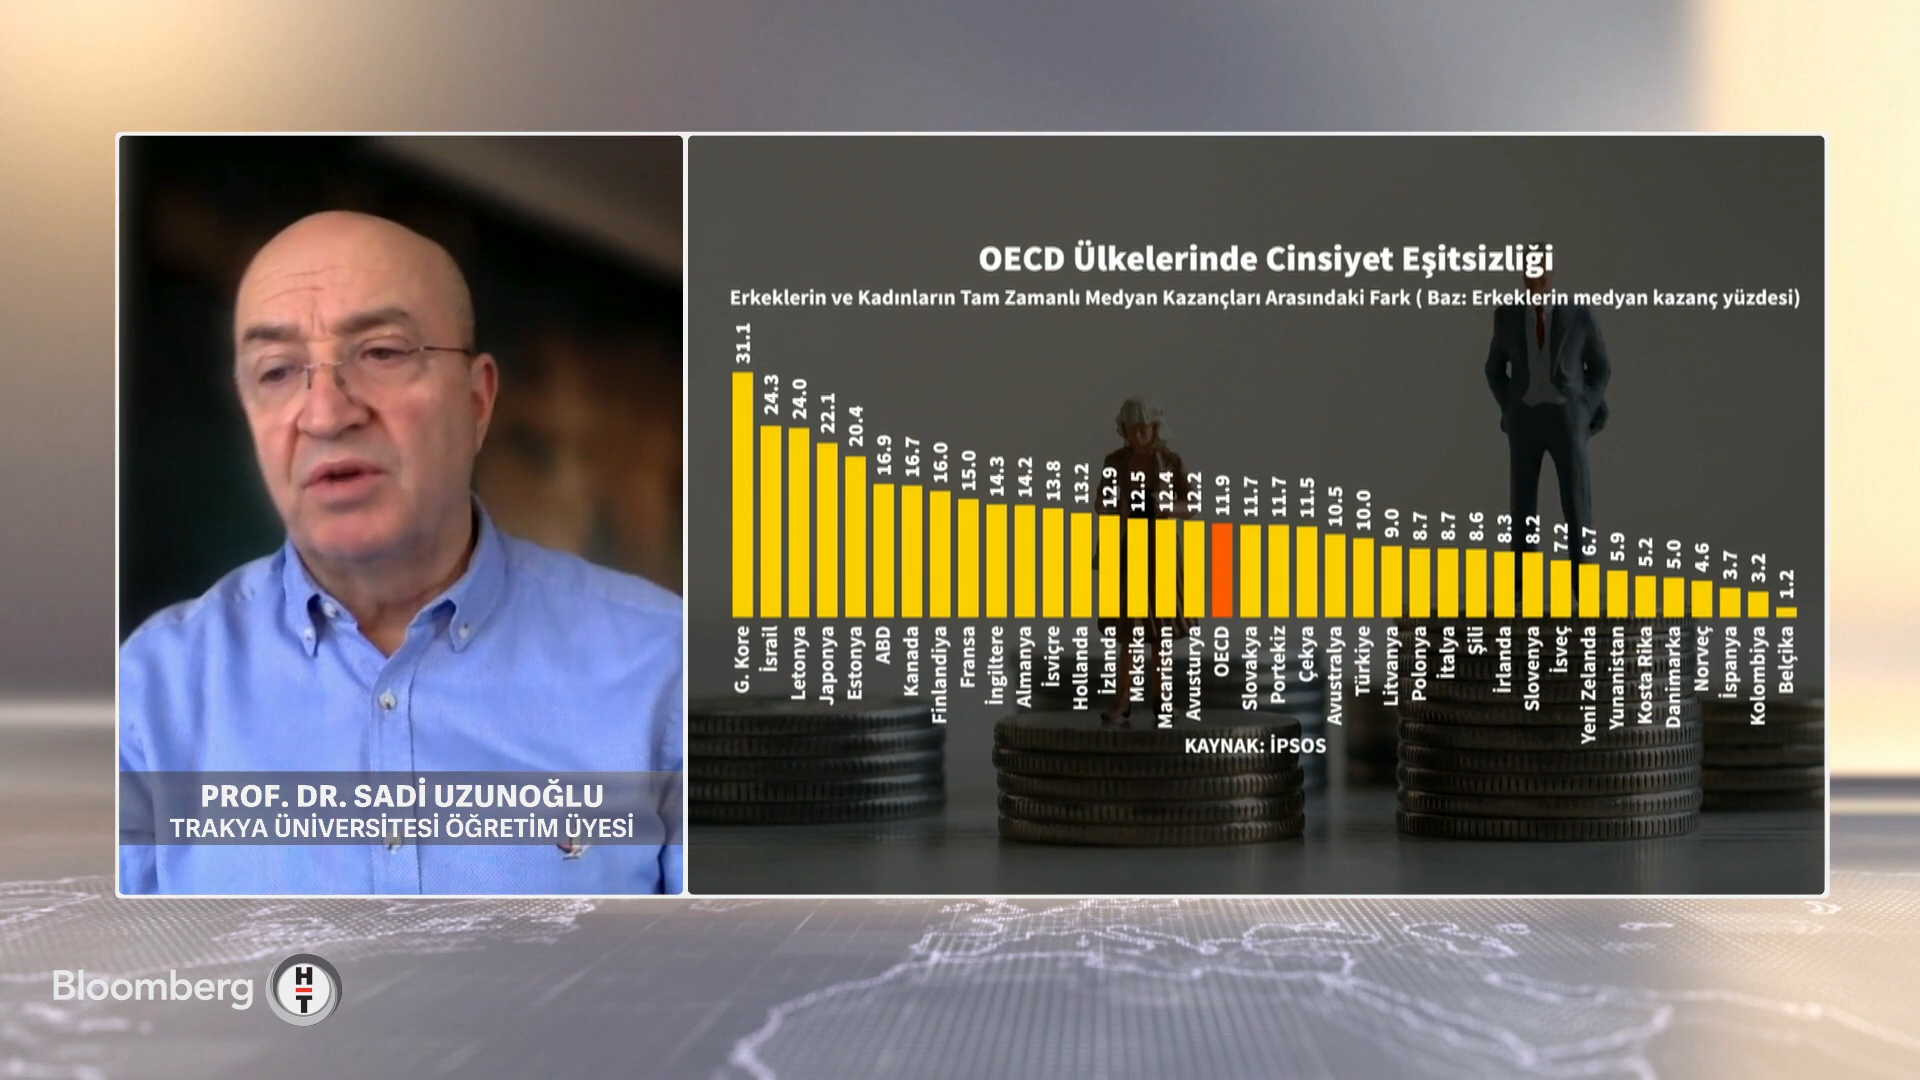 OECD Ülkelerinde Cinsiyet Eşitsizliği
Erkeklerin ve Kadınların Tam Zamanlı Medyan Kazançları Arasındaki Fark ( Baz: Erkeklerin medyan kazanç yüzdesi)
31.1 24.3 24.0 22.1 20.4 16.9 16.7 16.0 15.0 14.3 14.2 13.8 13.2 12.9 12.5 12.4 12.2 11.9 11.7 11.7 11.5 10.5 10.0 9.0 8.7 8.7 8.6 8.3 8.2 7.2 6.7 5.9 5.2 5.0 4.6 3.7 3.2 1.2
G. Kore İsrail Letonya Japonya Estonya ABD Kanada Finlandiya Fransa İngiltere Almanya İsviçre Hollanda İzlanda Meksika Macaristan Avusturya OECD Slovakya Portekiz Çekya Avustralya Türkiye Litvanya Polonya İtalya Şili İrlanda Slovenya İsveç Yeni Zelanda Yunanistan Kosta Rika Danimarka Norveç İspanya Kolombiya Belçika
KAYNAK: İPSOS
PROF. DR. SADİ UZUNOĞLU
TRAKYA ÜNİVERSİTESİ ÖĞRETİM ÜYESİ
Bloomberg HT